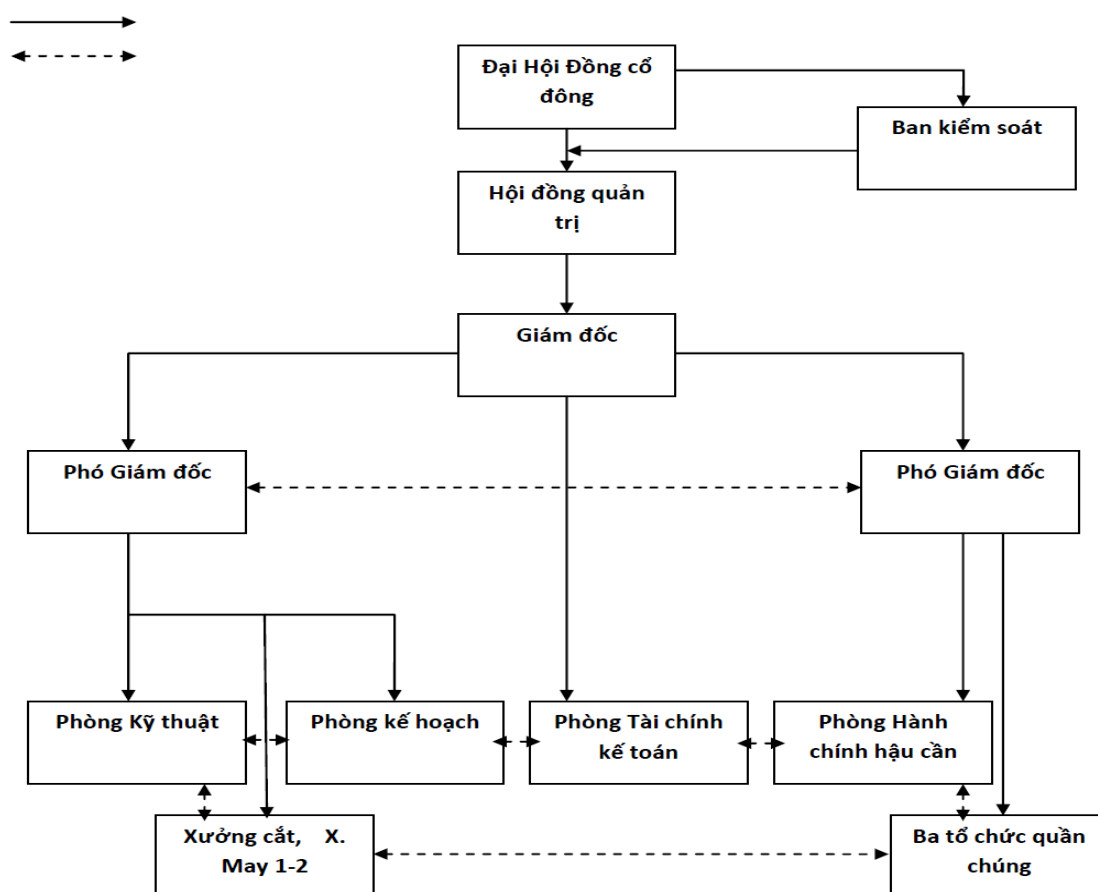 Đại Hội Đồng cổ
đông
Ban kiểm soát
Hội đồng quản
trị
Giám đốc
Phó Giám đốc
Phó Giám đốc
Phòng Kỹ thuật
Phòng kế hoạch
Phòng Tài chính
kế toán
Phòng Hành
chính hậu cần
Xưởng cắt, X.
May 1-2
Ba tổ chức quần
chúng